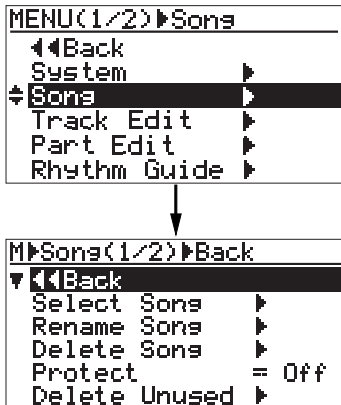 MENU(1/2)▶Song
◀◀Back
System ▶
Song ▶
Track Edit ▶
Part Edit ▶
Rhythm Guide ▶
M▶Song(1/2)▶Back
◀◀Back
Select Song ▶
Rename Song ▶
Delete Song ▶
Protect = Off
Delete Unused ▶